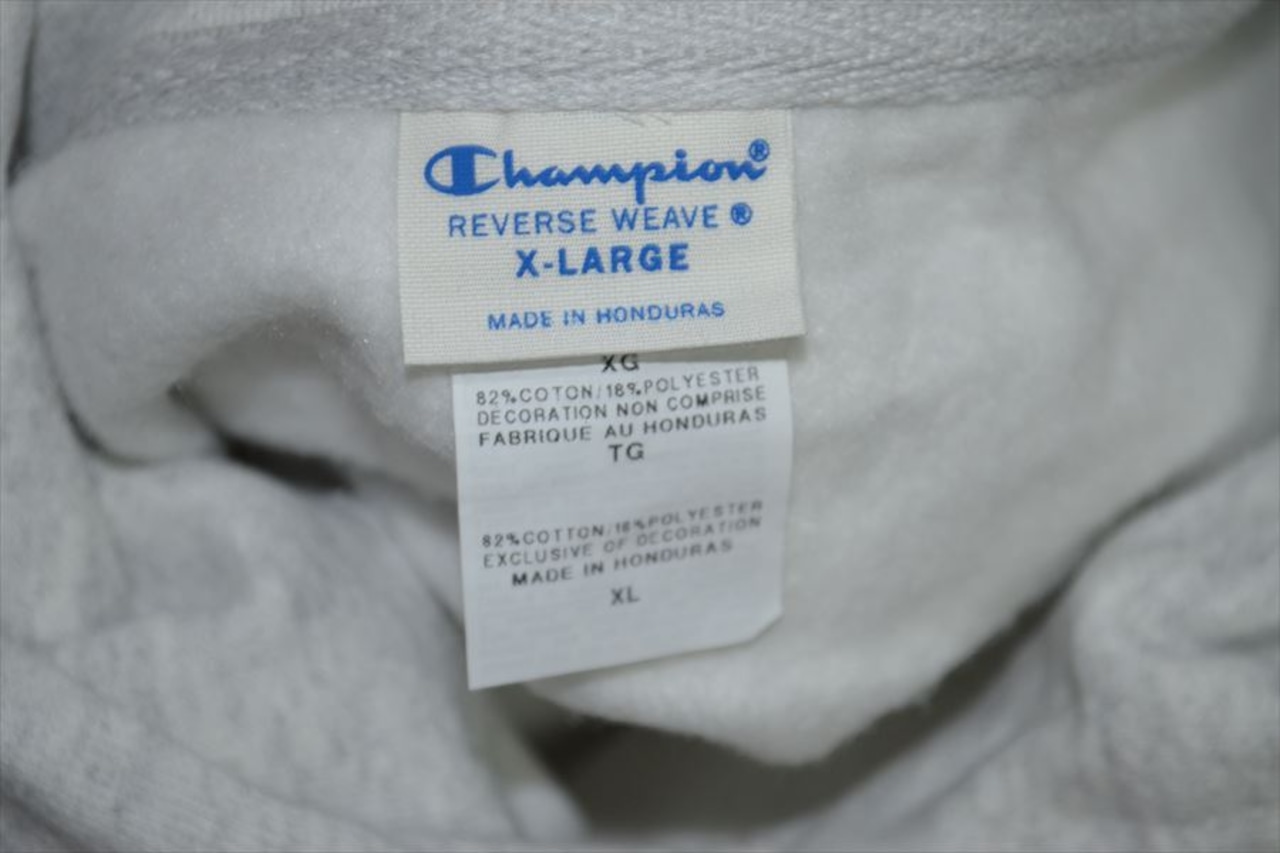 Champion®
REVERSE WEAVE ®
X-LARGE
MADE IN HONDURAS
XG
82%COTON/18%POLYESTER
DECORATION NON COMPRISE
FABRIQUE AU HONDURAS
TG
82%COTTON/18%POLYESTER
EXCLUSIVE OF DECORATION
MADE IN HONDURAS
XL